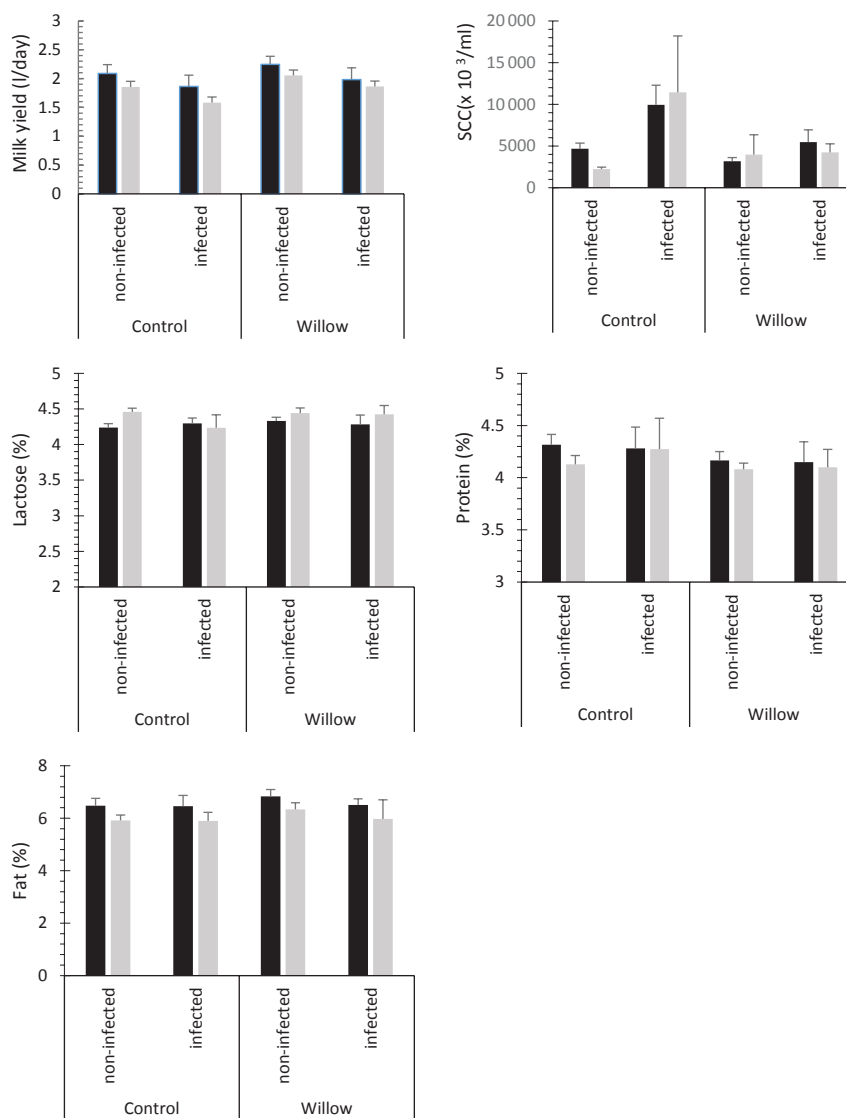 Milk yield (l/day)
3
2.5
2
1.5
1
0.5
0
non-infected
infected
non-infected
infected
Control
Willow
SCC(x 10 ³/ml)
20 000
15 000
10 000
5000
0
non-infected
infected
non-infected
infected
Control
Willow
Lactose (%)
5
4.5
4
3.5
3
2.5
2
non-infected
infected
non-infected
infected
Control
Willow
Protein (%)
5
4.5
4
3.5
3
non-infected
infected
non-infected
infected
Control
Willow
Fat (%)
8
6
4
2
0
non-infected
infected
non-infected
infected
Control
Willow